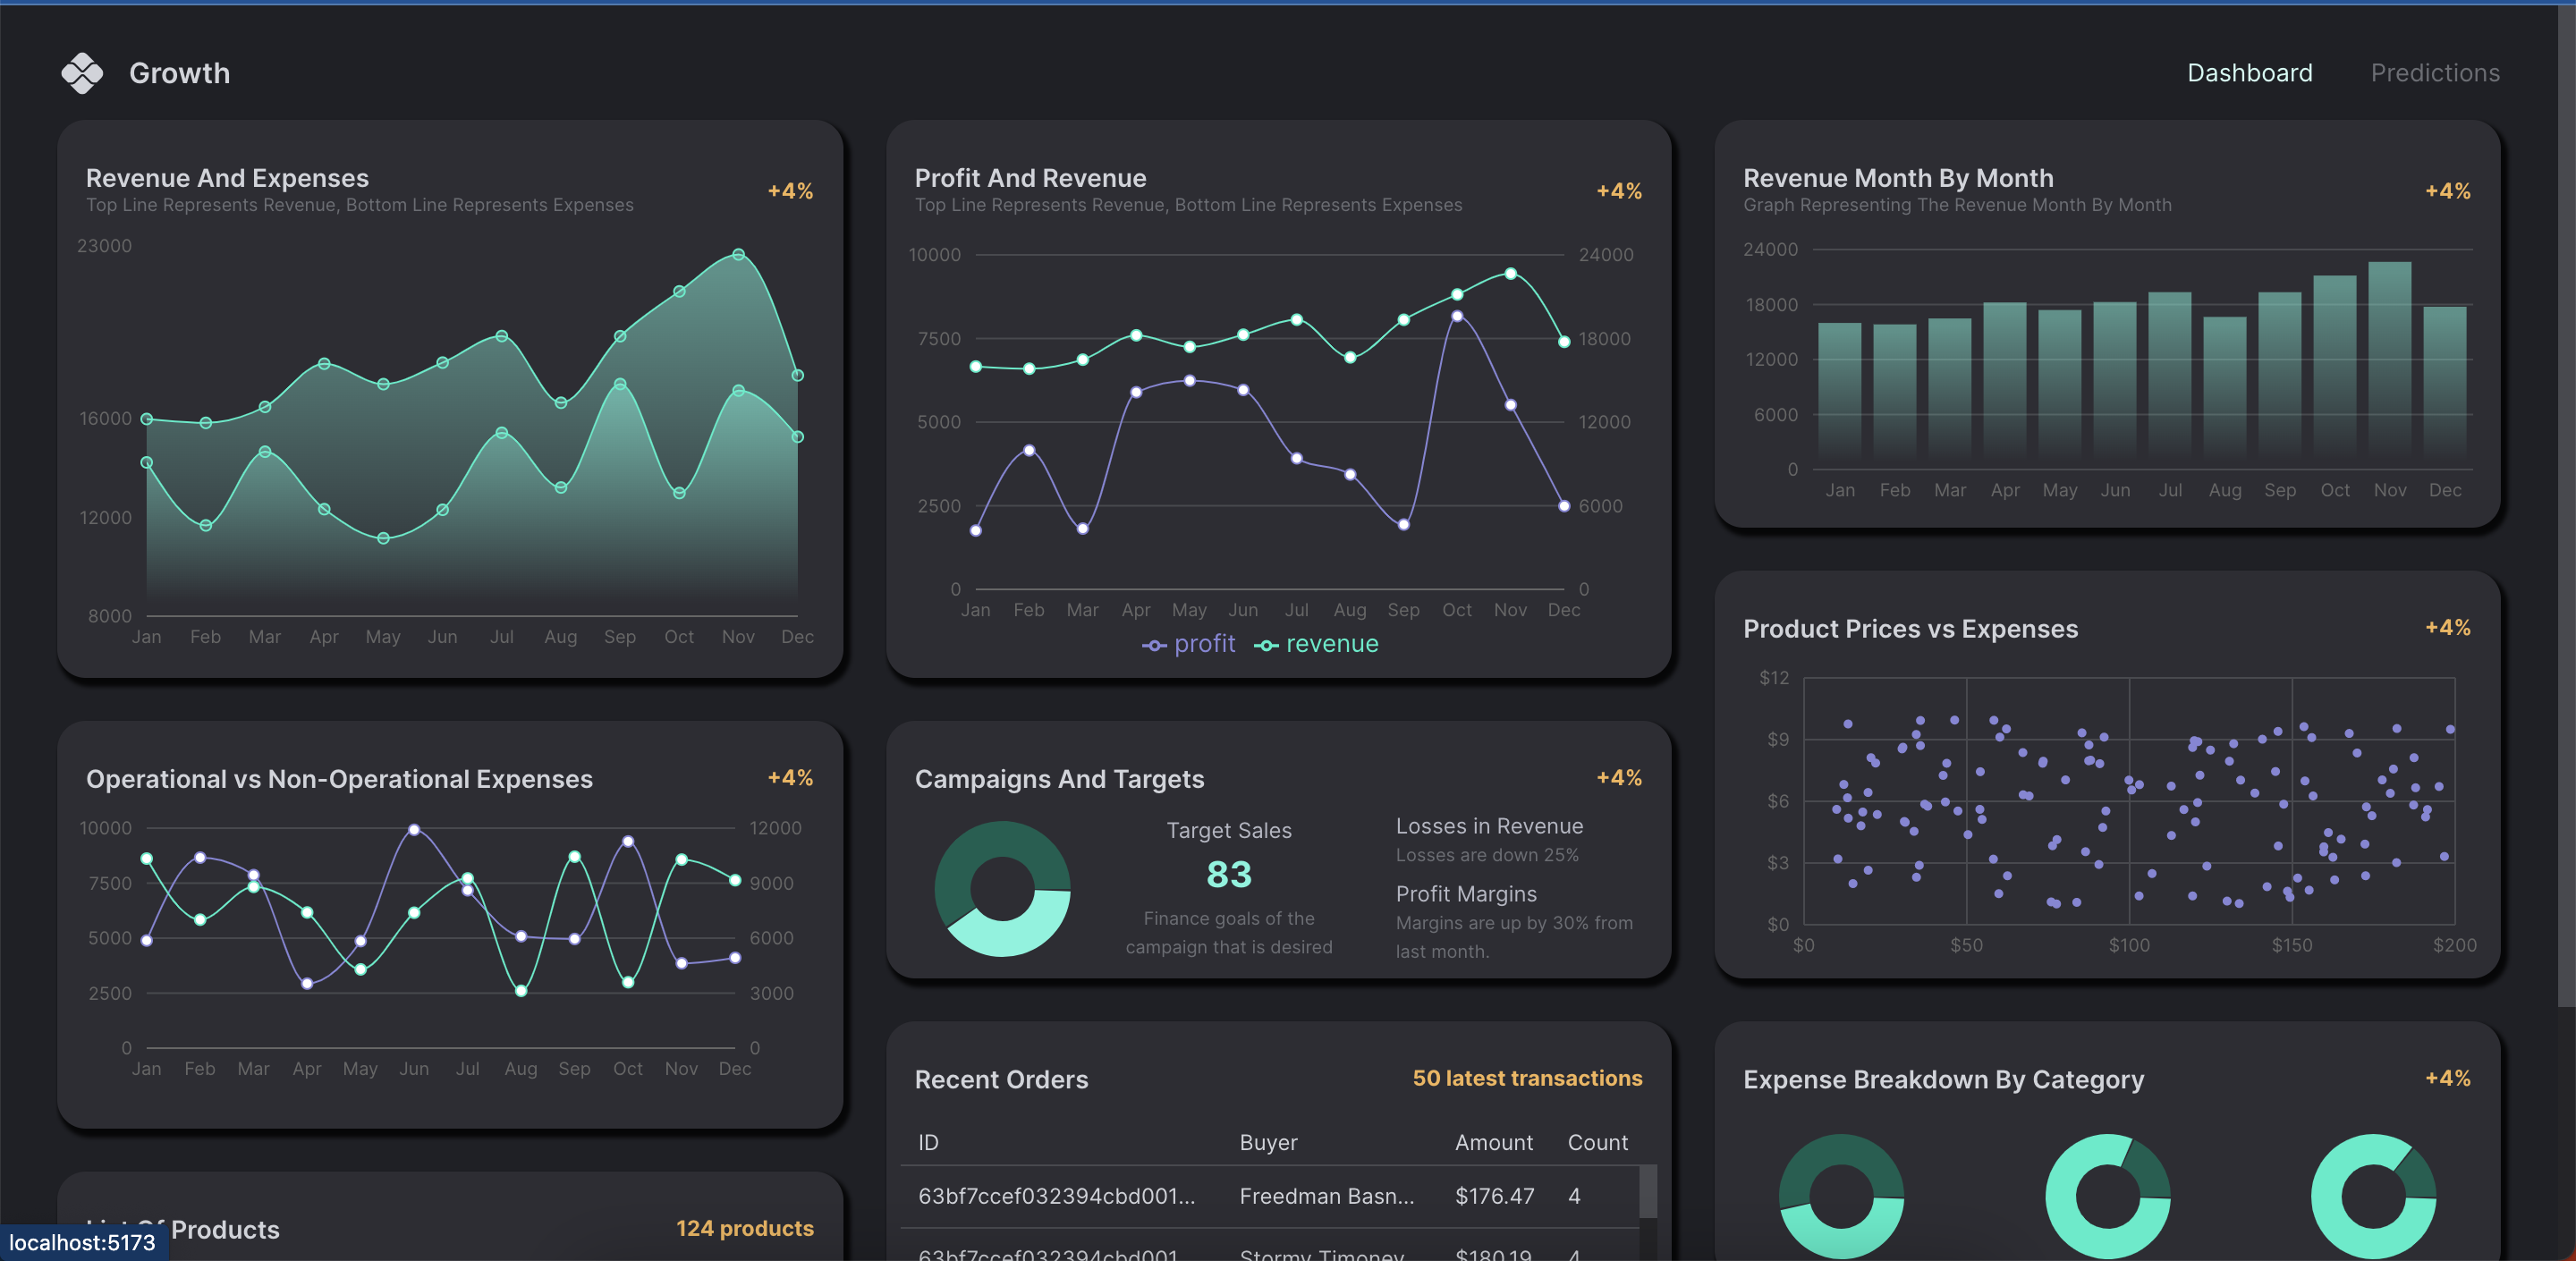 Growth
Dashboard
Predictions
Revenue And Expenses
Top Line Represents Revenue, Bottom Line Represents Expenses
+4%
23000
16000
12000
8000
Jan Feb Mar Apr May Jun Jul Aug Sep Oct Nov Dec
Profit And Revenue
Top Line Represents Revenue, Bottom Line Represents Expenses
+4%
10000 24000
7500 18000
5000 12000
2500 6000
0 0
Jan Feb Mar Apr May Jun Jul Aug Sep Oct Nov Dec
profit revenue
Revenue Month By Month
Graph Representing The Revenue Month By Month
+4%
24000
18000
12000
6000
0
Jan Feb Mar Apr May Jun Jul Aug Sep Oct Nov Dec
Operational vs Non-Operational Expenses
+4%
10000 12000
7500 9000
5000 6000
2500 3000
0 0
Jan Feb Mar Apr May Jun Jul Aug Sep Oct Nov Dec
Campaigns And Targets
+4%
Target Sales
83
Finance goals of the
campaign that is desired
Losses in Revenue
Losses are down 25%
Profit Margins
Margins are up by 30% from
last month.
Product Prices vs Expenses
+4%
$12
$9
$6
$3
$0
$0 $50 $100 $150 $200
Recent Orders
50 latest transactions
ID Buyer Amount Count
63bf7ccef032394cbd001... Freedman Basn... $176.47 4
63bf7ccef032394cbd001... Stormy Timoney $180.19 4
Expense Breakdown By Category
+4%
List Of Products
124 products
localhost:5173